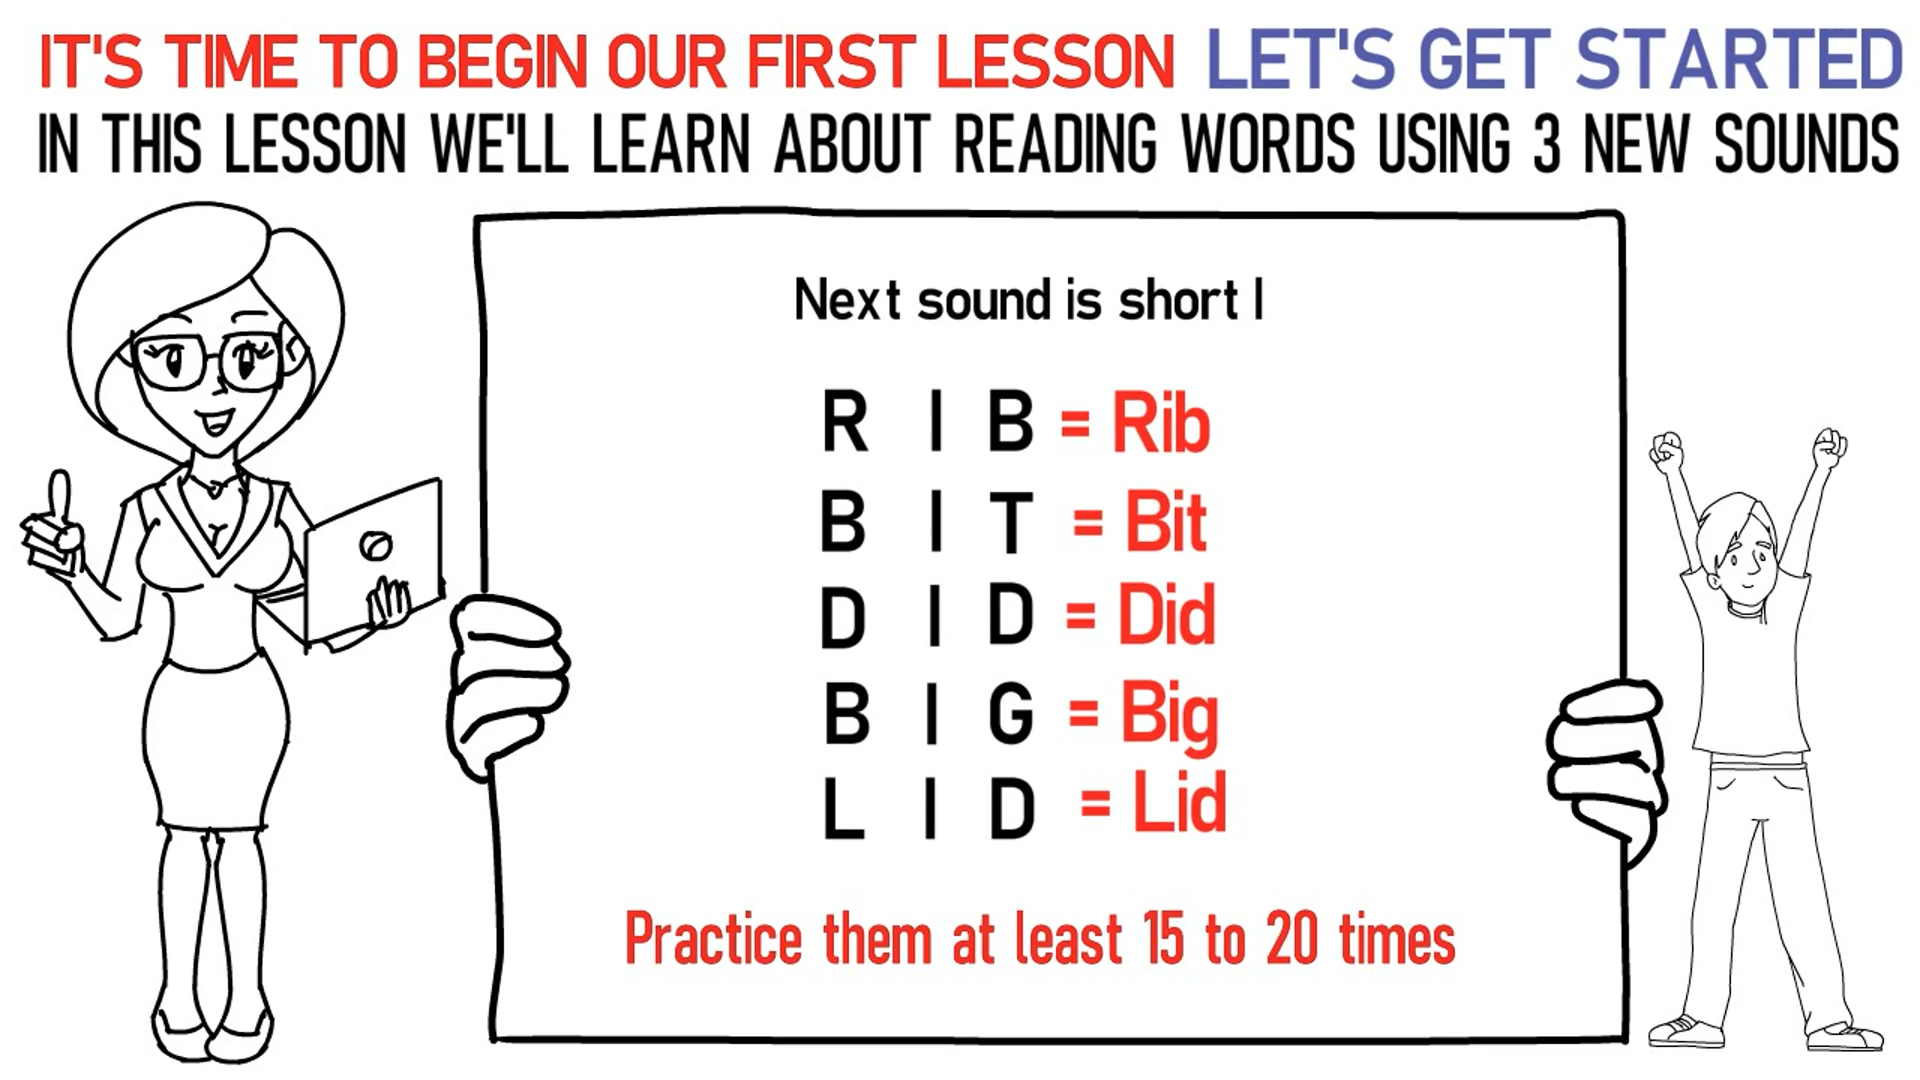 IT'S TIME TO BEGIN OUR FIRST LESSON LET'S GET STARTED
IN THIS LESSON WE'LL LEARN ABOUT READING WORDS USING 3 NEW SOUNDS
Next sound is short I
R I B = Rib
B I T = Bit
D I D = Did
B I G = Big
L I D = Lid
Practice them at least 15 to 20 times